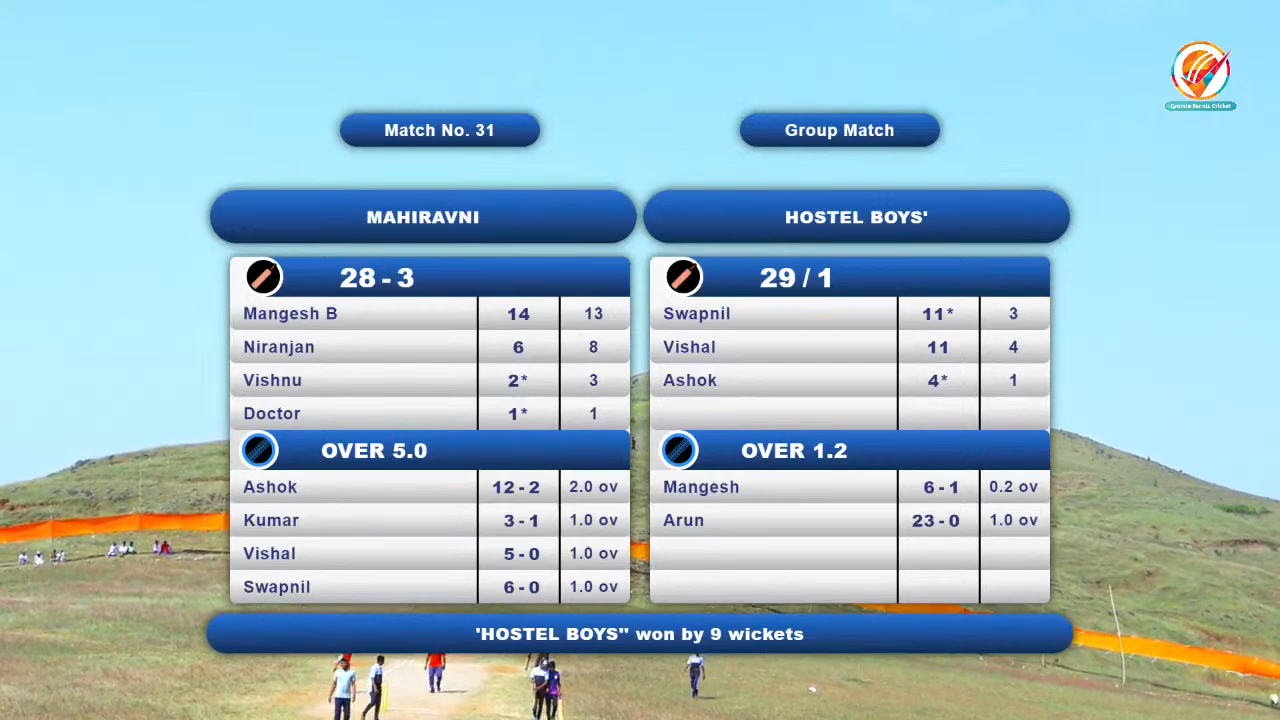 Gramin Tennis Cricket
Match No. 31
Group Match
MAHIRAVNI
28 - 3
Mangesh B 14 13
Niranjan 6 8
Vishnu 2* 3
Doctor 1* 1
OVER 5.0
Ashok 12 - 2 2.0 ov
Kumar 3 - 1 1.0 ov
Vishal 5 - 0 1.0 ov
Swapnil 6 - 0 1.0 ov
HOSTEL BOYS'
29 / 1
Swapnil 11* 3
Vishal 11 4
Ashok 4* 1
OVER 1.2
Mangesh 6 - 1 0.2 ov
Arun 23 - 0 1.0 ov
'HOSTEL BOYS'' won by 9 wickets